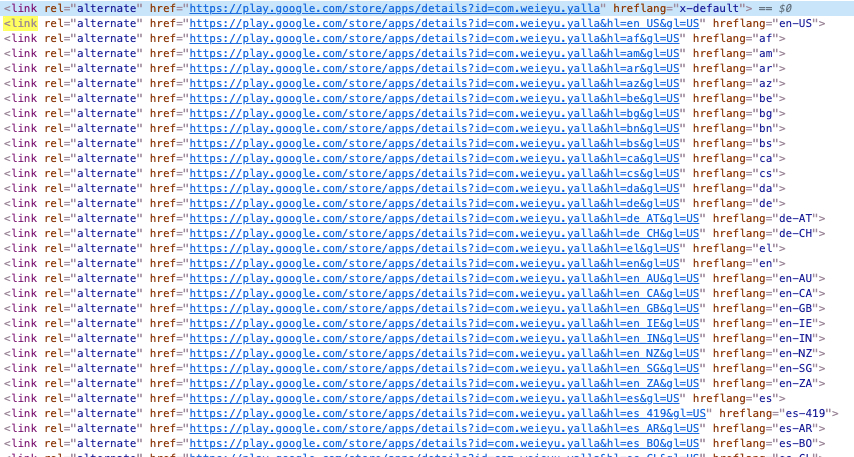 <link rel="alternate" href="https://play.google.com/store/apps/details?id=com.weieyu.yalla" hreflang="x-default"> == $0
<link rel="alternate" href="https://play.google.com/store/apps/details?id=com.weieyu.yalla&hl=en_US&gl=US" hreflang="en-US">
<link rel="alternate" href="https://play.google.com/store/apps/details?id=com.weieyu.yalla&hl=af&gl=US" hreflang="af">
<link rel="alternate" href="https://play.google.com/store/apps/details?id=com.weieyu.yalla&hl=am&gl=US" hreflang="am">
<link rel="alternate" href="https://play.google.com/store/apps/details?id=com.weieyu.yalla&hl=ar&gl=US" hreflang="ar">
<link rel="alternate" href="https://play.google.com/store/apps/details?id=com.weieyu.yalla&hl=az&gl=US" hreflang="az">
<link rel="alternate" href="https://play.google.com/store/apps/details?id=com.weieyu.yalla&hl=be&gl=US" hreflang="be">
<link rel="alternate" href="https://play.google.com/store/apps/details?id=com.weieyu.yalla&hl=bg&gl=US" hreflang="bg">
<link rel="alternate" href="https://play.google.com/store/apps/details?id=com.weieyu.yalla&hl=bn&gl=US" hreflang="bn">
<link rel="alternate" href="https://play.google.com/store/apps/details?id=com.weieyu.yalla&hl=bs&gl=US" hreflang="bs">
<link rel="alternate" href="https://play.google.com/store/apps/details?id=com.weieyu.yalla&hl=ca&gl=US" hreflang="ca">
<link rel="alternate" href="https://play.google.com/store/apps/details?id=com.weieyu.yalla&hl=cs&gl=US" hreflang="cs">
<link rel="alternate" href="https://play.google.com/store/apps/details?id=com.weieyu.yalla&hl=da&gl=US" hreflang="da">
<link rel="alternate" href="https://play.google.com/store/apps/details?id=com.weieyu.yalla&hl=de&gl=US" hreflang="de">
<link rel="alternate" href="https://play.google.com/store/apps/details?id=com.weieyu.yalla&hl=de_AT&gl=US" hreflang="de-AT">
<link rel="alternate" href="https://play.google.com/store/apps/details?id=com.weieyu.yalla&hl=de_CH&gl=US" hreflang="de-CH">
<link rel="alternate" href="https://play.google.com/store/apps/details?id=com.weieyu.yalla&hl=el&gl=US" hreflang="el">
<link rel="alternate" href="https://play.google.com/store/apps/details?id=com.weieyu.yalla&hl=en&gl=US" hreflang="en">
<link rel="alternate" href="https://play.google.com/store/apps/details?id=com.weieyu.yalla&hl=en_AU&gl=US" hreflang="en-AU">
<link rel="alternate" href="https://play.google.com/store/apps/details?id=com.weieyu.yalla&hl=en_CA&gl=US" hreflang="en-CA">
<link rel="alternate" href="https://play.google.com/store/apps/details?id=com.weieyu.yalla&hl=en_GB&gl=US" hreflang="en-GB">
<link rel="alternate" href="https://play.google.com/store/apps/details?id=com.weieyu.yalla&hl=en_IE&gl=US" hreflang="en-IE">
<link rel="alternate" href="https://play.google.com/store/apps/details?id=com.weieyu.yalla&hl=en_IN&gl=US" hreflang="en-IN">
<link rel="alternate" href="https://play.google.com/store/apps/details?id=com.weieyu.yalla&hl=en_NZ&gl=US" hreflang="en-NZ">
<link rel="alternate" href="https://play.google.com/store/apps/details?id=com.weieyu.yalla&hl=en_SG&gl=US" hreflang="en-SG">
<link rel="alternate" href="https://play.google.com/store/apps/details?id=com.weieyu.yalla&hl=en_ZA&gl=US" hreflang="en-ZA">
<link rel="alternate" href="https://play.google.com/store/apps/details?id=com.weieyu.yalla&hl=es&gl=US" hreflang="es">
<link rel="alternate" href="https://play.google.com/store/apps/details?id=com.weieyu.yalla&hl=es_419&gl=US" hreflang="es-419">
<link rel="alternate" href="https://play.google.com/store/apps/details?id=com.weieyu.yalla&hl=es_AR&gl=US" hreflang="es-AR">
<link rel="alternate" href="https://play.google.com/store/apps/details?id=com.weieyu.yalla&hl=es_BO&gl=US" hreflang="es-BO">